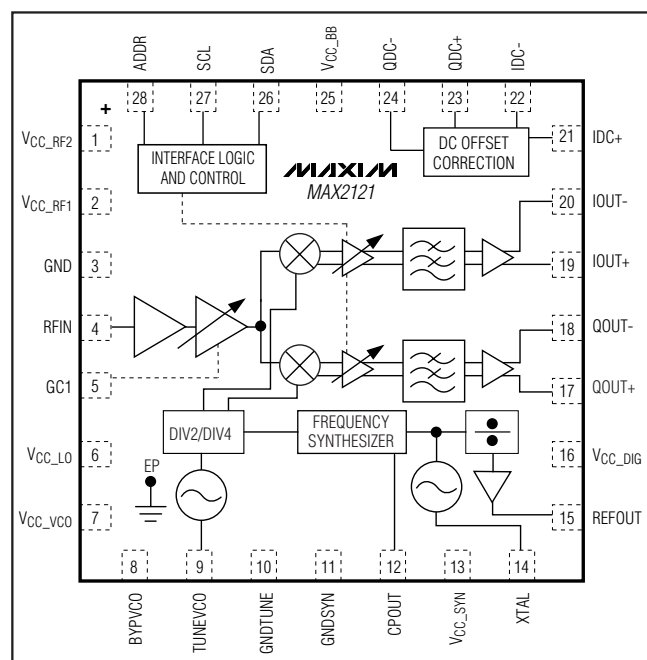 ADDR
SCL
SDA
VCC_BB
QDC-
QDC+
IDC-
28
27
26
25
24
23
22
+
VCC_RF2
1
INTERFACE LOGIC
AND CONTROL
MAXIM
MAX2121
DC OFFSET
CORRECTION
21
IDC+
VCC_RF1
2
20
IOUT-
GND
3
19
IOUT+
RFIN
4
18
QOUT-
GC1
5
17
QOUT+
DIV2/DIV4
FREQUENCY
SYNTHESIZER
VCC_LO
6
EP
16
VCC_DIG
VCC_VCO
7
15
REFOUT
8
9
10
11
12
13
14
BYPVCO
TUNEVCO
GNDTUNE
GNDSYN
CPOUT
VCC_SYN
XTAL